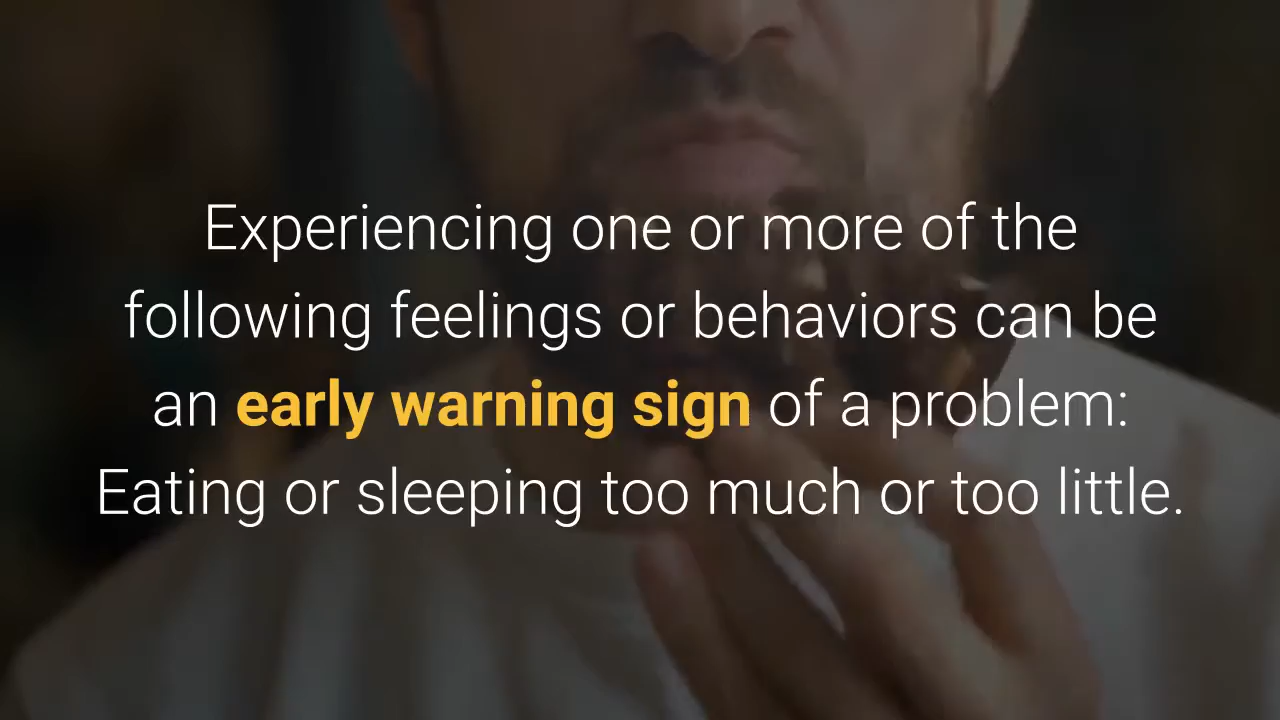 Experiencing one or more of the
following feelings or behaviors can be
an early warning sign of a problem:
Eating or sleeping too much or too little.